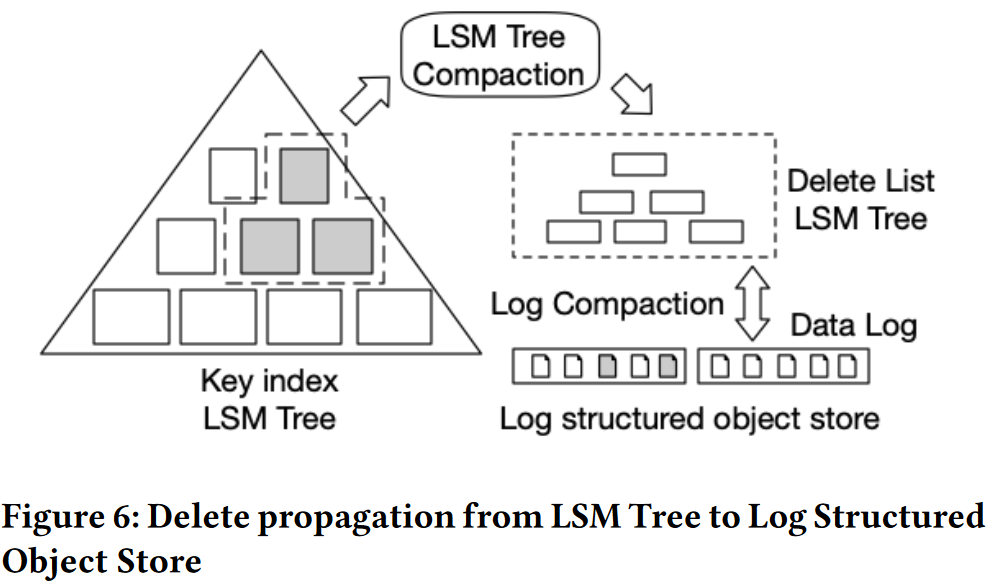 LSM Tree
Compaction
Delete List
LSM Tree
Log Compaction
Data Log
Key index
LSM Tree
Log structured object store
Figure 6: Delete propagation from LSM Tree to Log Structured
Object Store